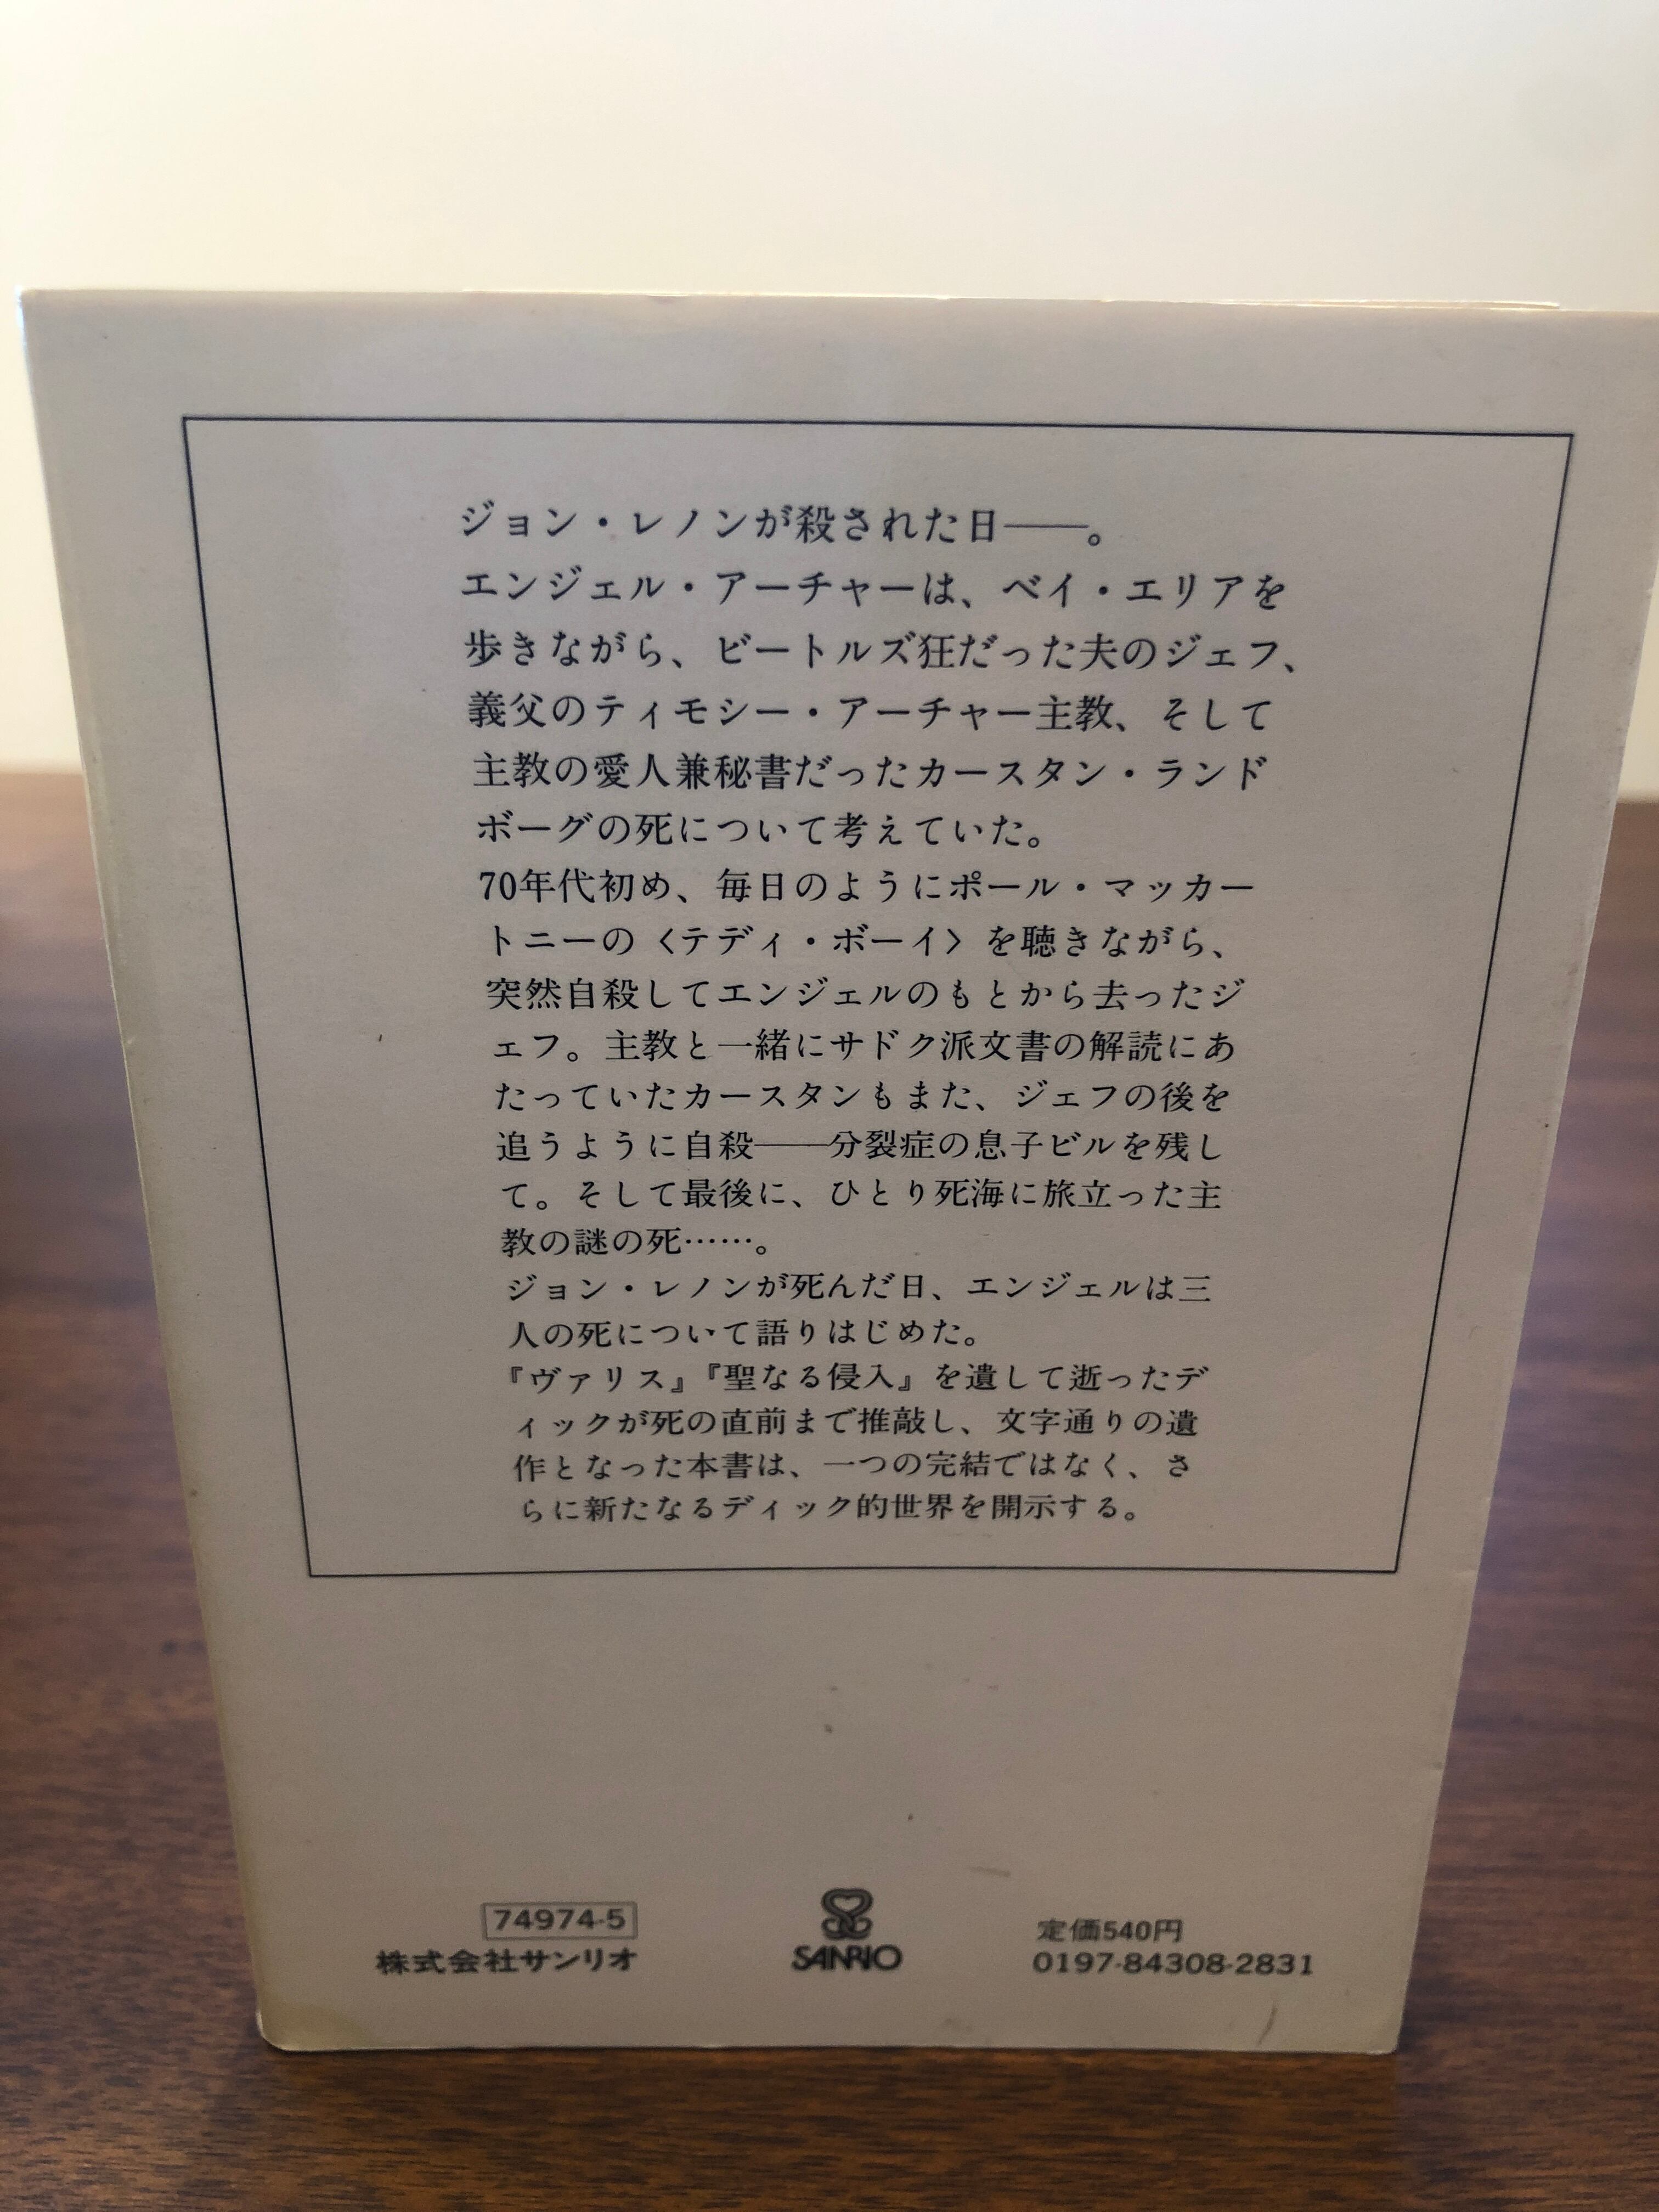 ジョン・レノンが殺された日――。
エンジェル・アーチャーは、ベイ・エリアを
歩きながら、ビートルズ狂だった夫のジェフ、
義父のティモシー・アーチャー主教、そして
主教の愛人兼秘書だったカースタン・ランド
ボーグの死について考えていた。
70年代初め、毎日のようにポール・マッカー
トニーの〈テディ・ボーイ〉を聴きながら、
突然自殺してエンジェルのもとから去ったジ
ェフ。主教と一緒にサドク派文書の解読にあ
たっていたカースタンもまた、ジェフの後を
追うように自殺――分裂症の息子ビルを残し
て。そして最後に、ひとり死海に旅立った主
教の謎の死……。
ジョン・レノンが死んだ日、エンジェルは三
人の死について語りはじめた。
『ヴァリス』『聖なる侵入』を遺して逝ったデ
ィックが死の直前まで推敲し、文字通りの遺
作となった本書は、一つの完結ではなく、さ
らに新たなるディック的世界を開示する。
74974-5
株式会社サンリオ
SANRIO
定価540円
0197-84308-2831